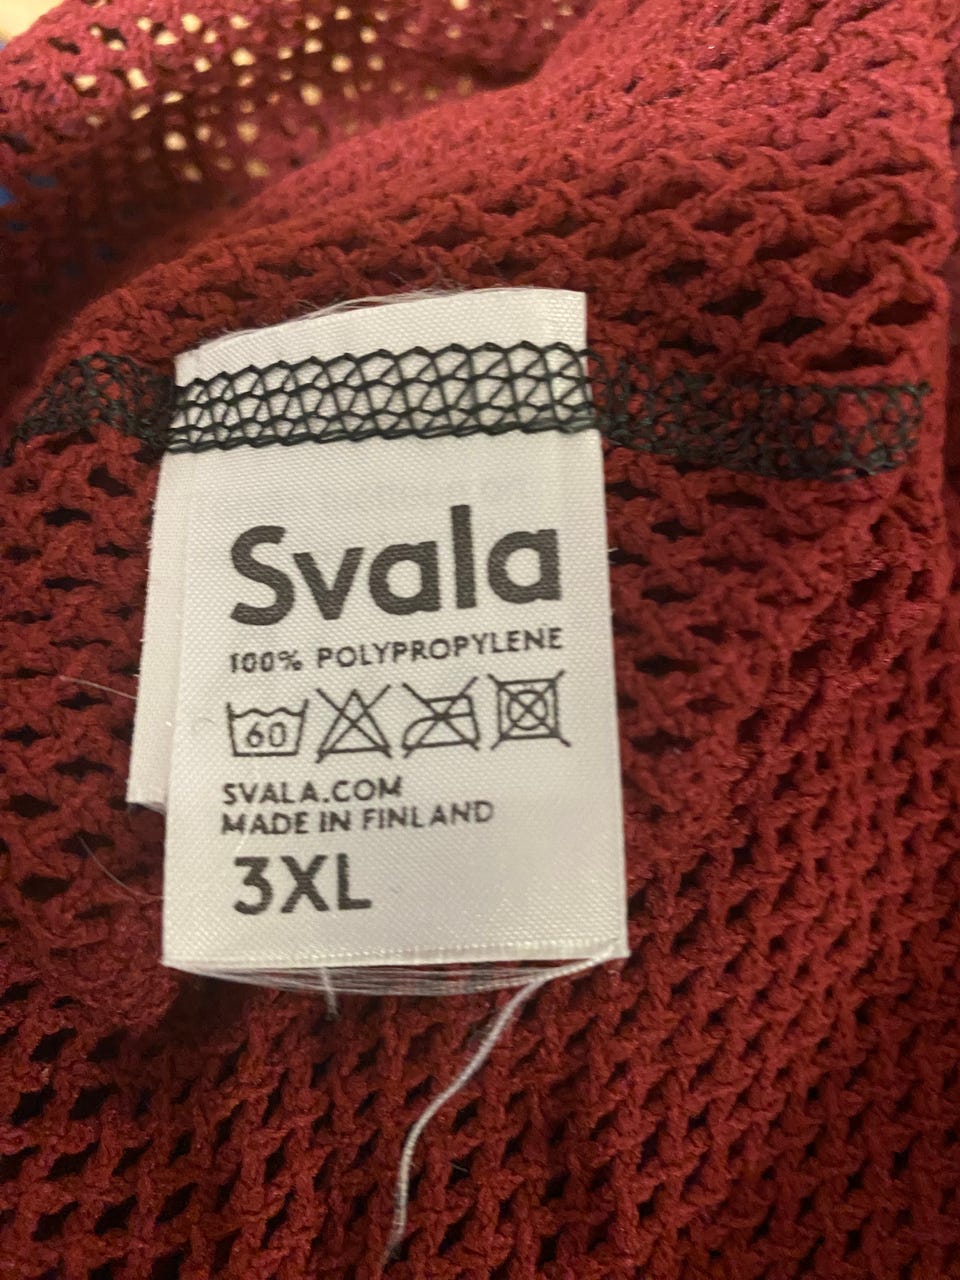 Svala
100% POLYPROPYLENE
60
SVALA.COM
MADE IN FINLAND
3XL